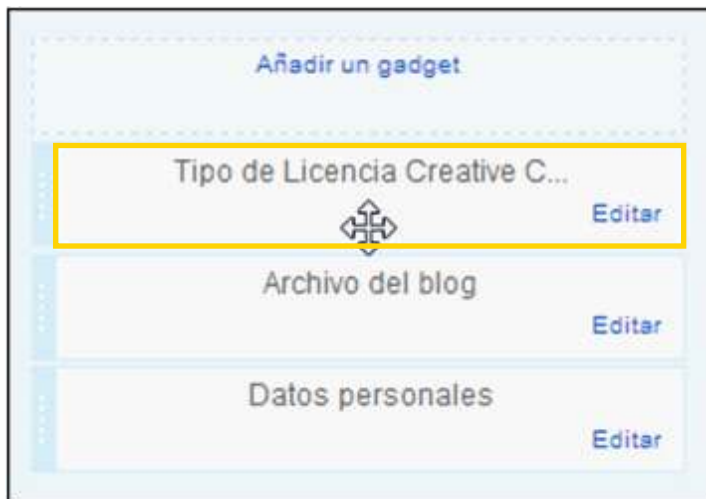 Añadir un gadget
Tipo de Licencia Creative C...
Editar
Archivo del blog
Editar
Datos personales
Editar